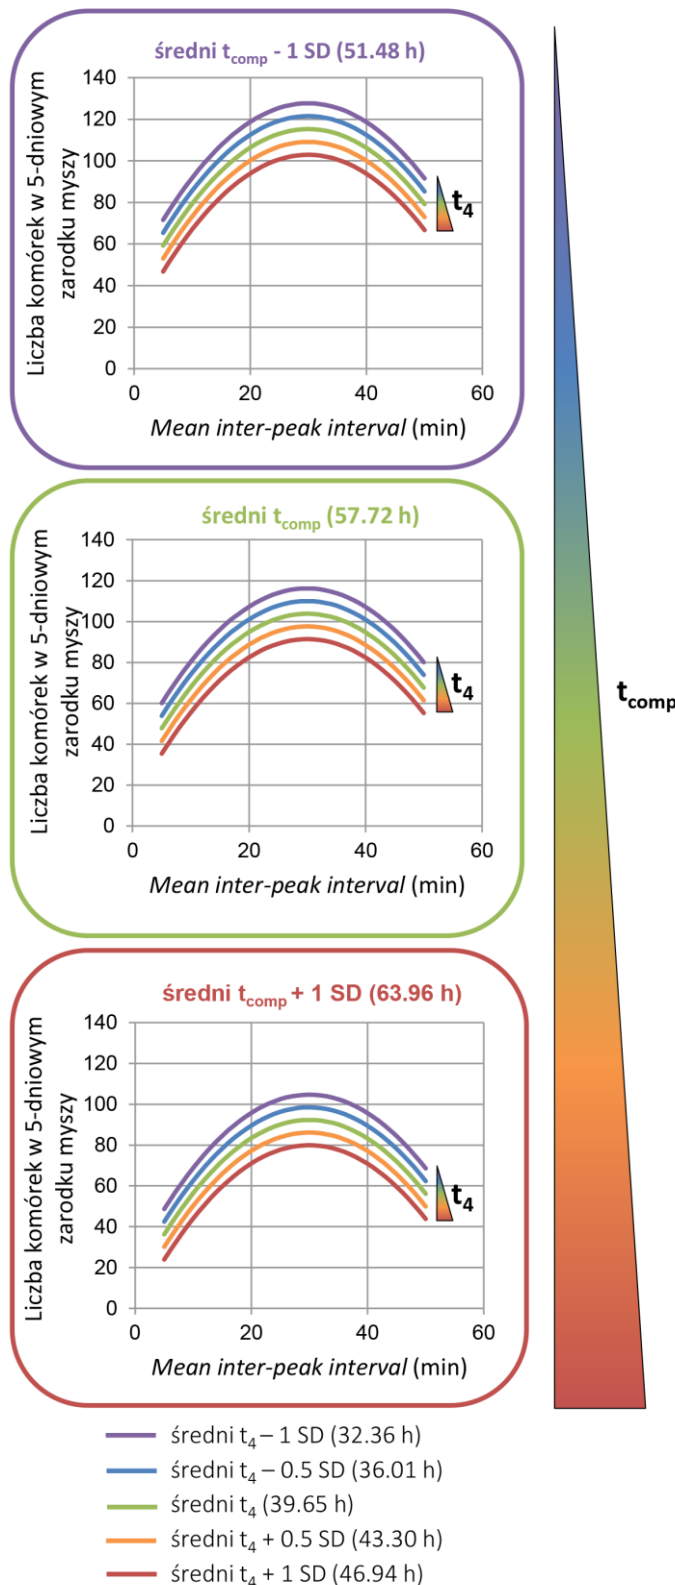 średni tcomp - 1 SD (51.48 h)
Liczba komórek w 5-dniowym
zarodku myszy
140
120
100
80
60
40
20
0
0 20 40 60
t4
Mean inter-peak interval (min)
średni tcomp (57.72 h)
Liczba komórek w 5-dniowym
zarodku myszy
140
120
100
80
60
40
20
0
0 20 40 60
t4
Mean inter-peak interval (min)
tcomp
średni tcomp + 1 SD (63.96 h)
Liczba komórek w 5-dniowym
zarodku myszy
140
120
100
80
60
40
20
0
0 20 40 60
t4
Mean inter-peak interval (min)
średni t4 – 1 SD (32.36 h)
średni t4 – 0.5 SD (36.01 h)
średni t4 (39.65 h)
średni t4 + 0.5 SD (43.30 h)
średni t4 + 1 SD (46.94 h)